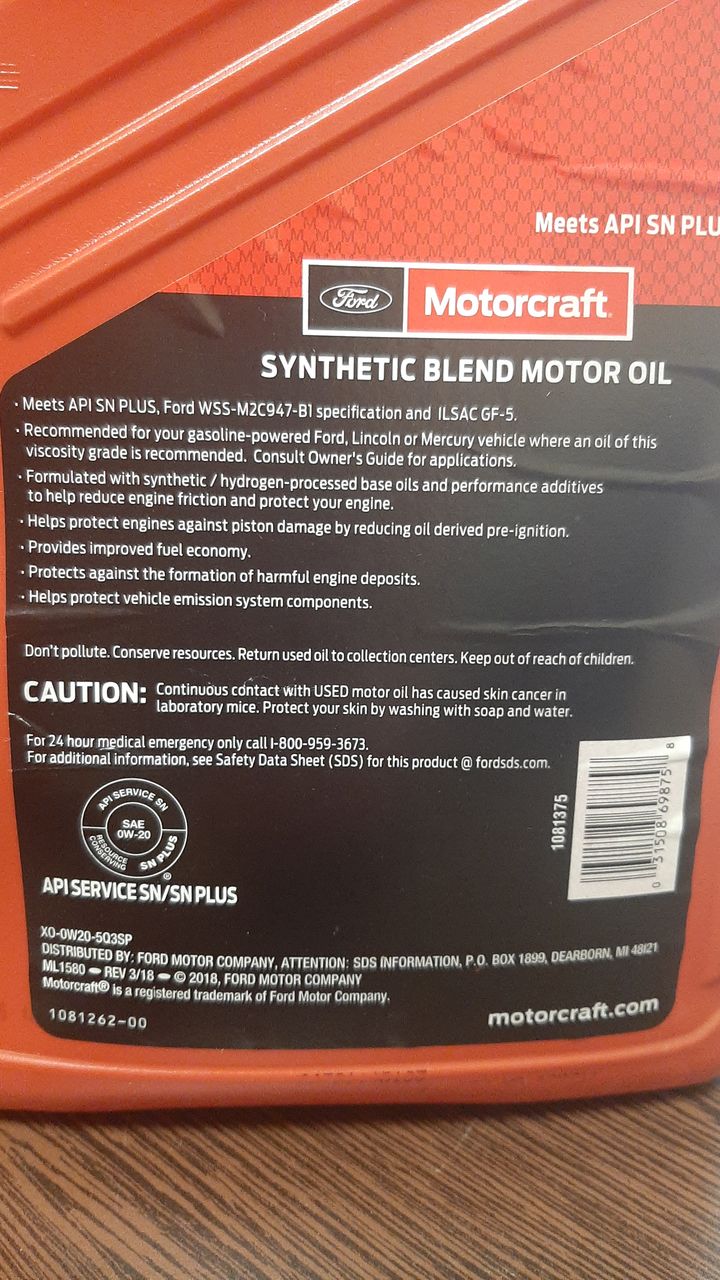 Meets API SN PLU
Ford Motorcraft®
SYNTHETIC BLEND MOTOR OIL
· Meets API SN PLUS, Ford WSS-M2C947-B1 specification and ILSAC GF-5.
· Recommended for your gasoline-powered Ford, Lincoln or Mercury vehicle where an oil of this
viscosity grade is recommended. Consult Owner's Guide for applications.
· Formulated with synthetic / hydrogen-processed base oils and performance additives
to help reduce engine friction and protect your engine.
· Helps protect engines against piston damage by reducing oil derived pre-ignition.
· Provides improved fuel economy.
· Protects against the formation of harmful engine deposits.
· Helps protect vehicle emission system components.
Don't pollute. Conserve resources. Return used oil to collection centers. Keep out of reach of children.
CAUTION: Continuous contact with USED motor oil has caused skin cancer in
laboratory mice. Protect your skin by washing with soap and water.
For 24 hour medical emergency only call 1-800-959-3673.
For additional information, see Safety Data Sheet (SDS) for this product @ fordsds.com.
API SERVICE SN
SAE
0W-20
RESOURCE
CONSERVING
SN PLUS
®
API SERVICE SN/SN PLUS
1081375
0 31508 69875 8
XO-0W20-5Q3SP
DISTRIBUTED BY: FORD MOTOR COMPANY, ATTENTION: SDS INFORMATION, P.O. BOX 1899, DEARBORN, MI 48121
ML1580 – REV 3/18 – © 2018, FORD MOTOR COMPANY
Motorcraft® is a registered trademark of Ford Motor Company.
1081262-00
motorcraft.com